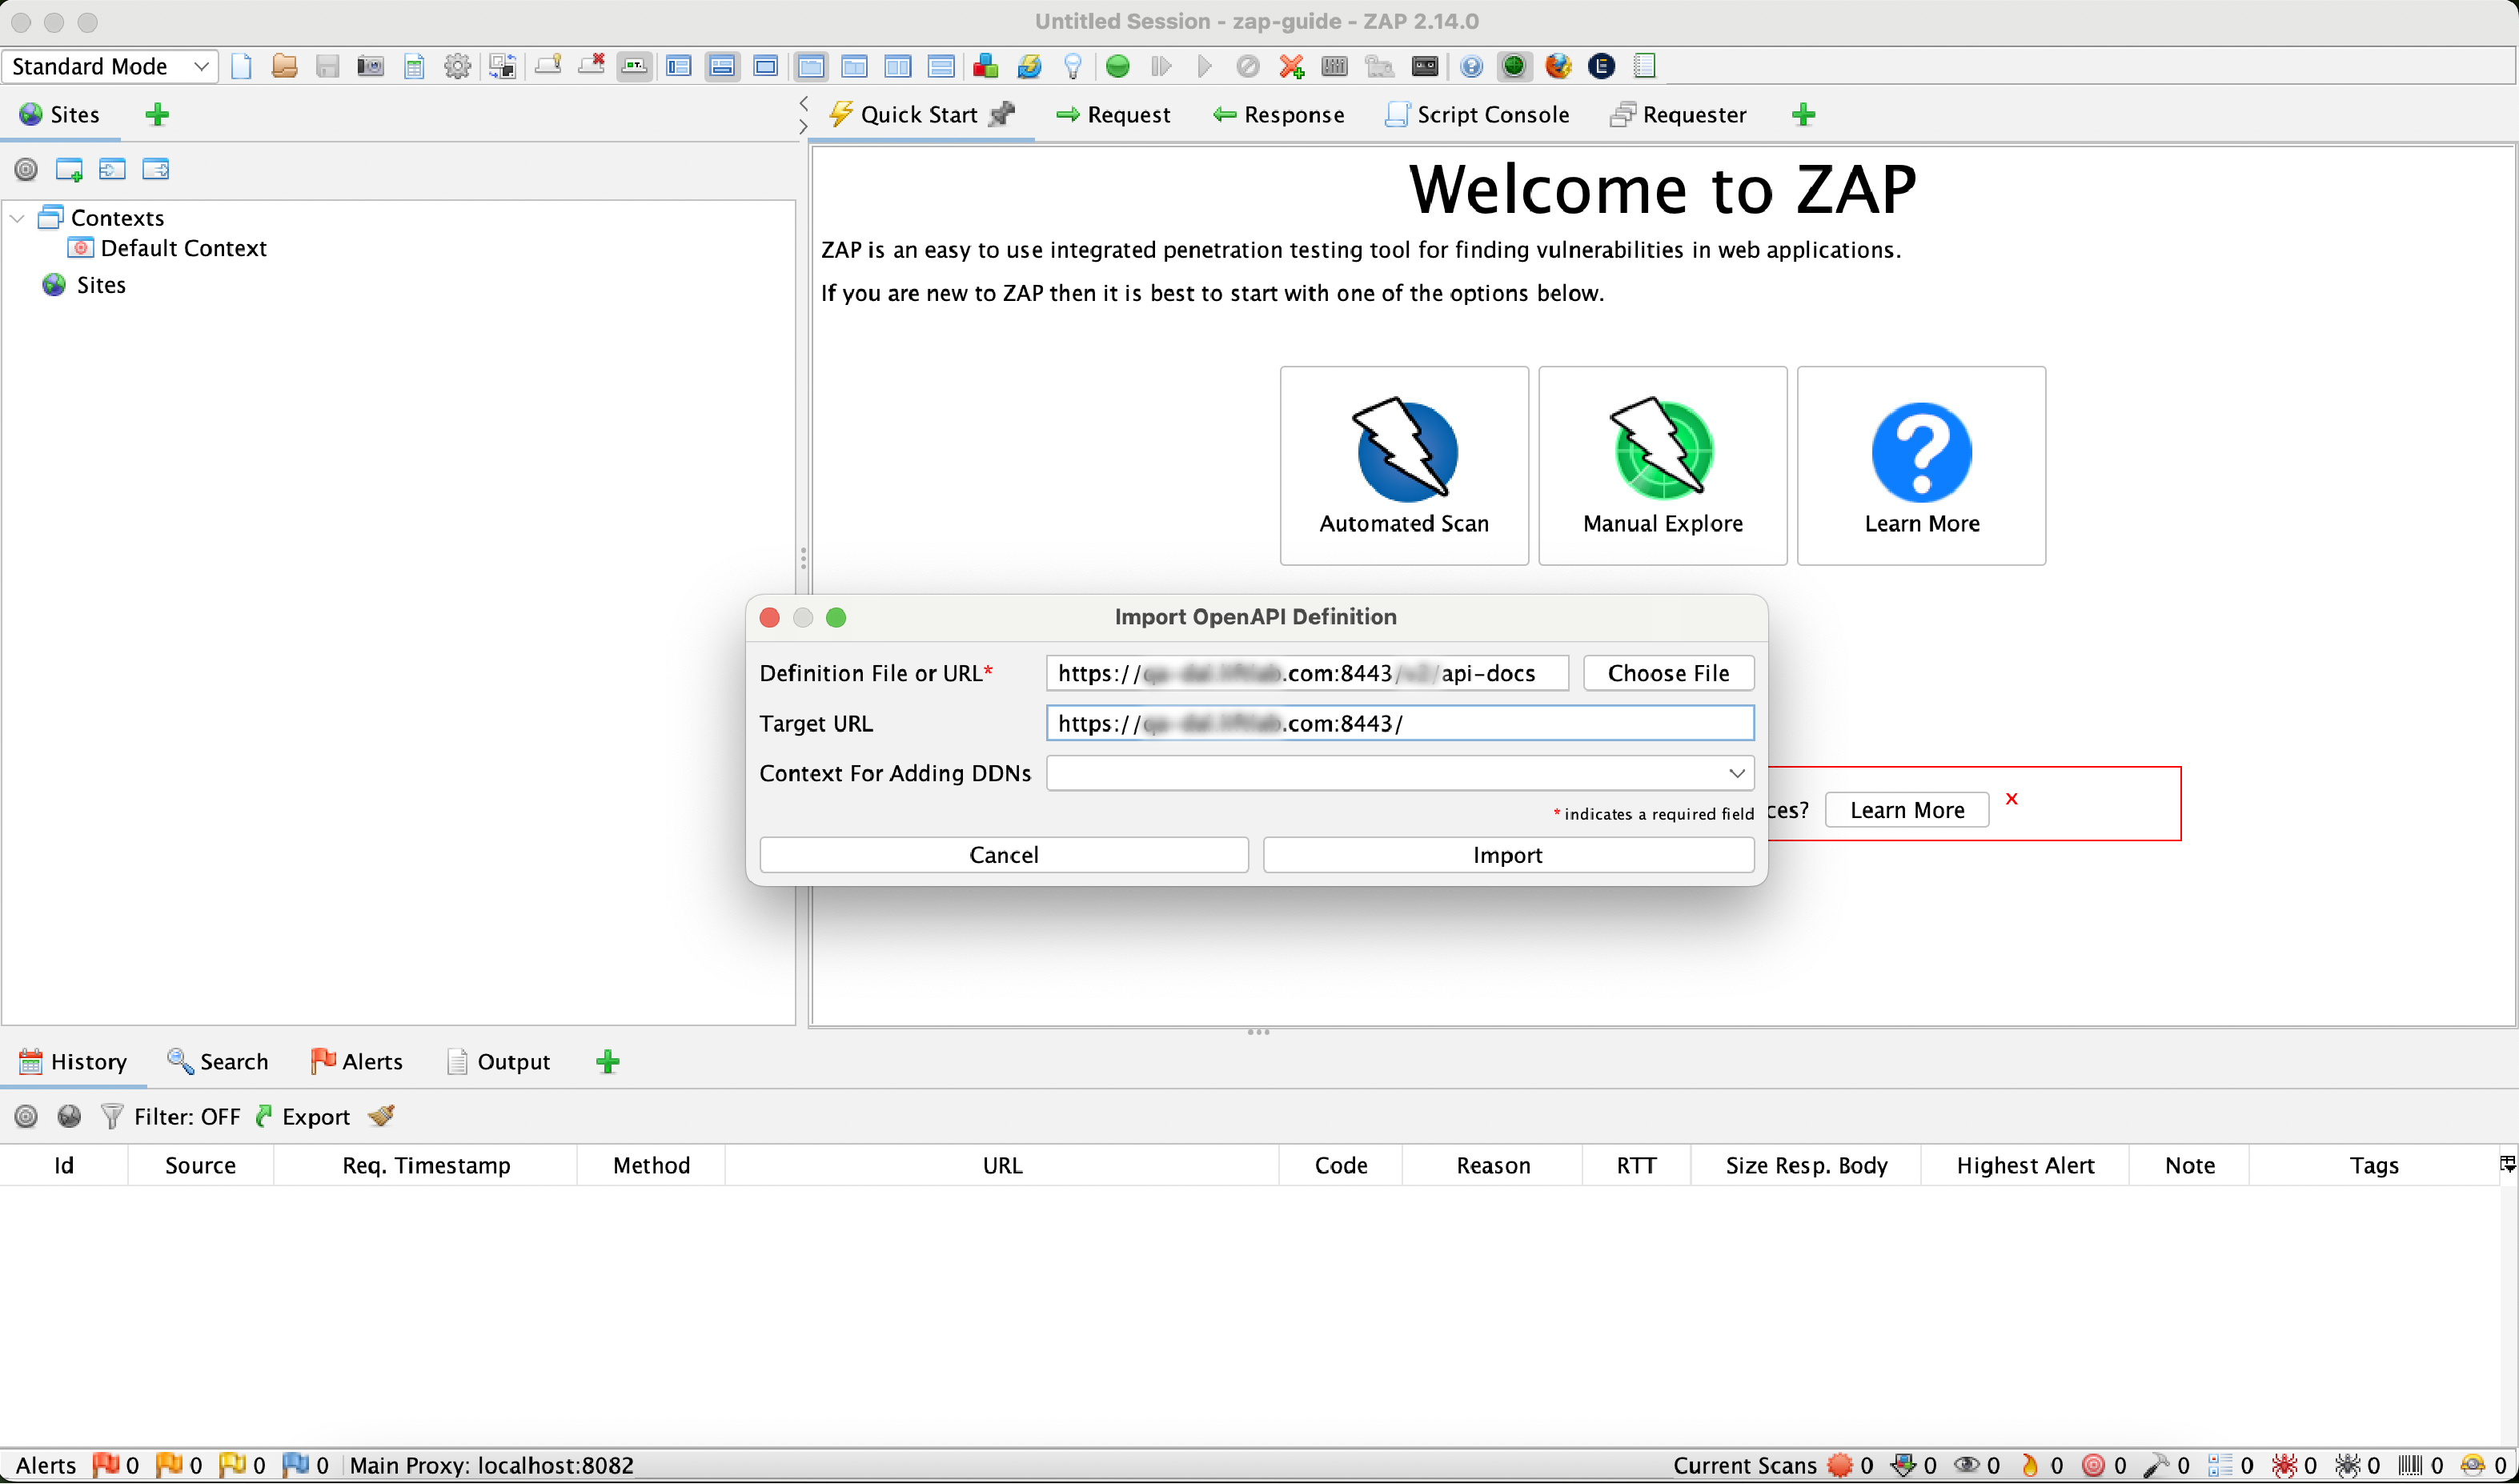 Untitled Session - zap-guide - ZAP 2.14.0
Standard Mode
Sites
Quick Start
Request
Response
Script Console
Requester
Contexts
Default Context
Sites
Welcome to ZAP
ZAP is an easy to use integrated penetration testing tool for finding vulnerabilities in web applications.
If you are new to ZAP then it is best to start with one of the options below.
Automated Scan
Manual Explore
Learn More
Import OpenAPI Definition
Definition File or URL*
https:// .com:8443 api-docs
Choose File
Target URL
https:// .com:8443/
Context For Adding DDNs
* indicates a required field
Cancel
Import
ces?
Learn More
x
History
Search
Alerts
Output
Filter: OFF
Export
Id Source Req. Timestamp Method URL Code Reason RTT Size Resp. Body Highest Alert Note Tags
Alerts 0 0 0 0 Main Proxy: localhost:8082 Current Scans 0 0 0 0 0 0 0 0 0 0 0